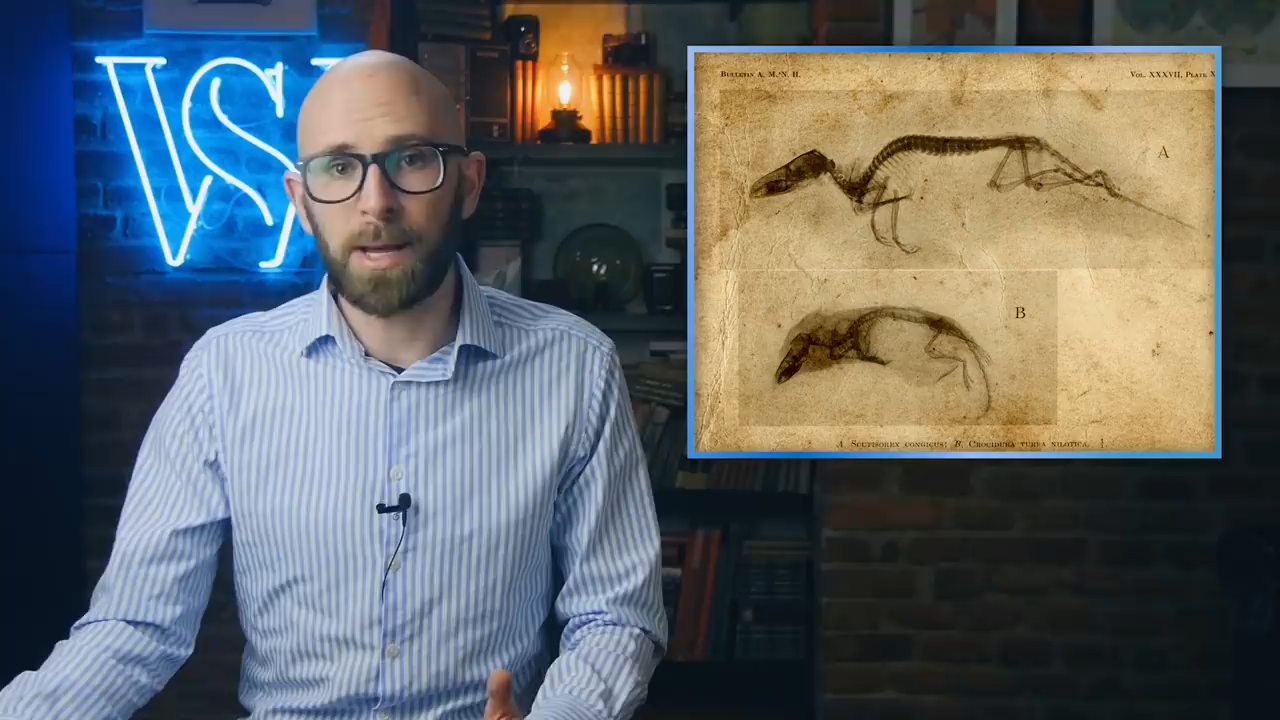 VS
BULLETIN A. M. N. H.
VOL. XXXVII, PLATE X
A
B
A. SCUTISOREX CONGICUS; B. CROCIDURA TURBA NILOTICA.